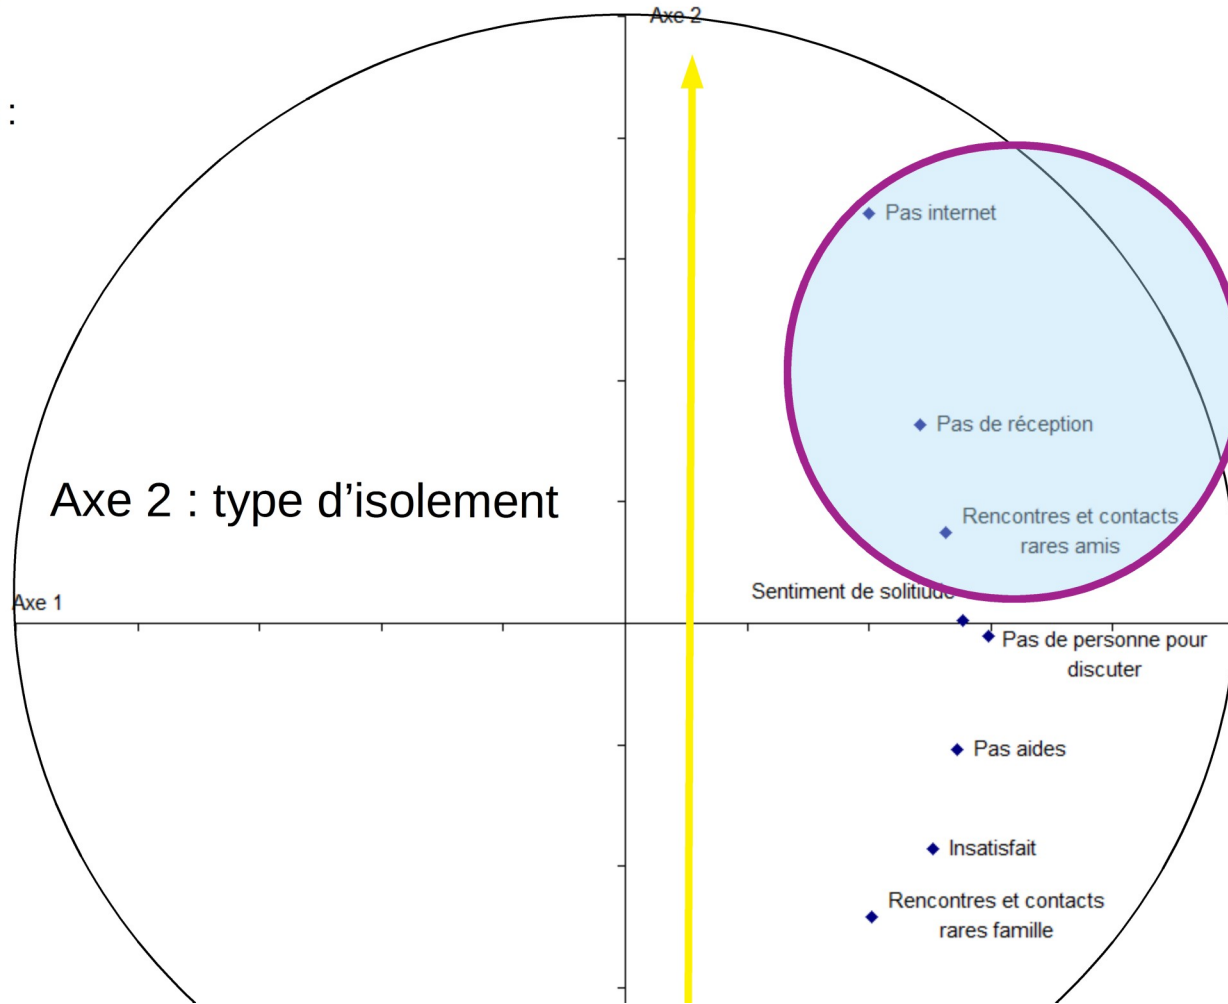 Axe 2
:
Pas internet
Pas de réception
Axe 2 : type d’isolement
Rencontres et contacts
rares amis
Sentiment de solitiude
Axe 1
Pas de personne pour
discuter
Pas aides
Insatisfait
Rencontres et contacts
rares famille